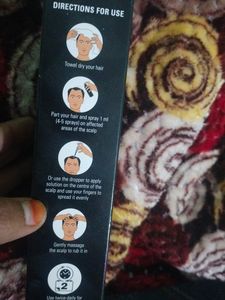 DIRECTIONS FOR USE
Towel dry your hair
Part your hair and spray 1 ml
(4-5 sprays) on affected
areas of the scalp
Or use the dropper to apply
solution on the centre of the
scalp and use your fingers to
spread it evenly
Gently massage
the scalp to rub it in
2
Use twice daily for